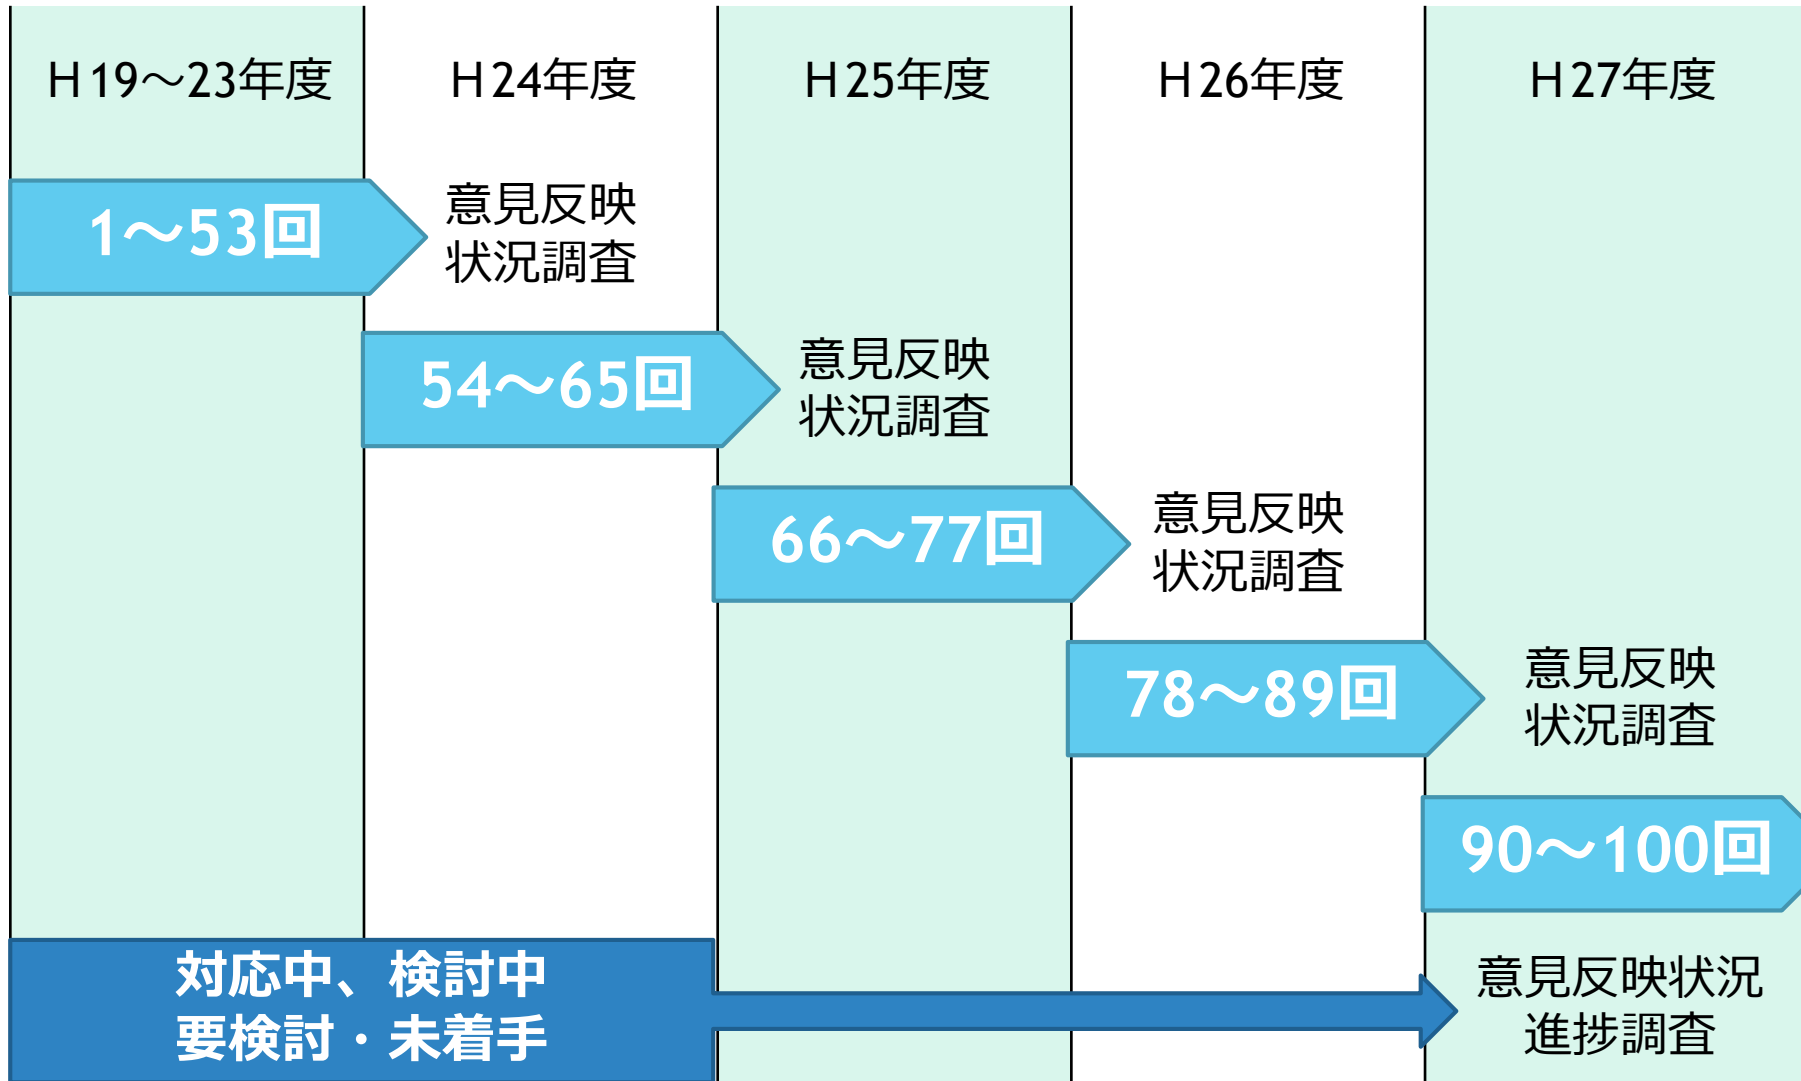 H19～23年度
H24年度
H25年度
H26年度
H27年度
1～53回
意見反映
状況調査
54～65回
意見反映
状況調査
66～77回
意見反映
状況調査
78～89回
意見反映
状況調査
90～100回
対応中、検討中
要検討・未着手
意見反映状況
進捗調査